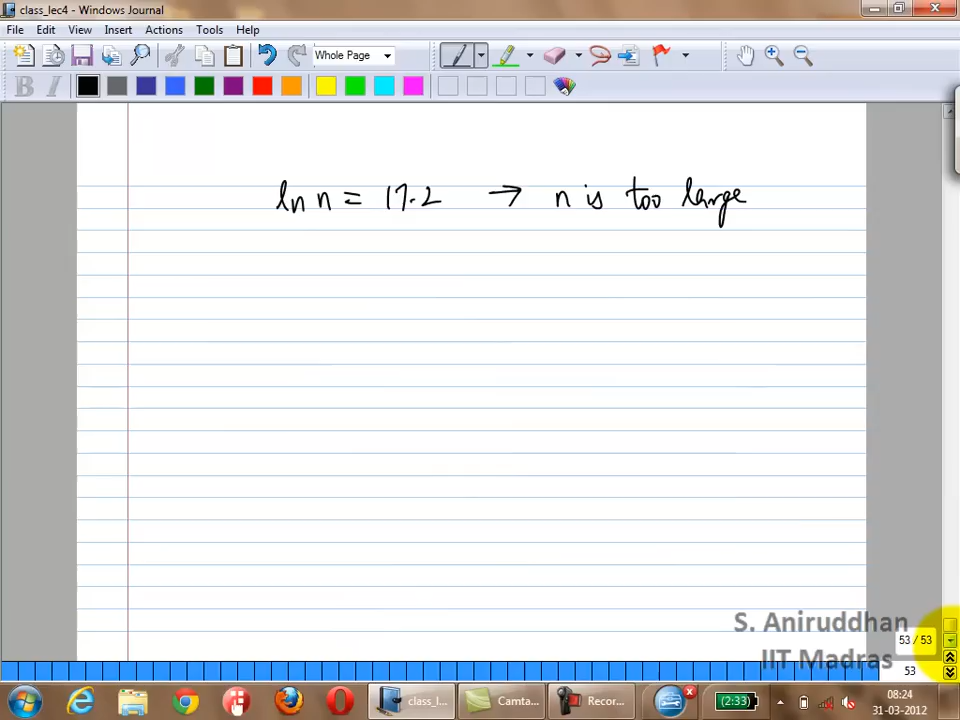 class_lec4 - Windows Journal
File Edit View Insert Actions Tools Help
Whole Page
B I
ln n = 17.2 → n is too large
S. Aniruddhan
53 / 53
IIT Madras
53
class_l... Camta... Recor... (2:33) 08:24
31-03-2012